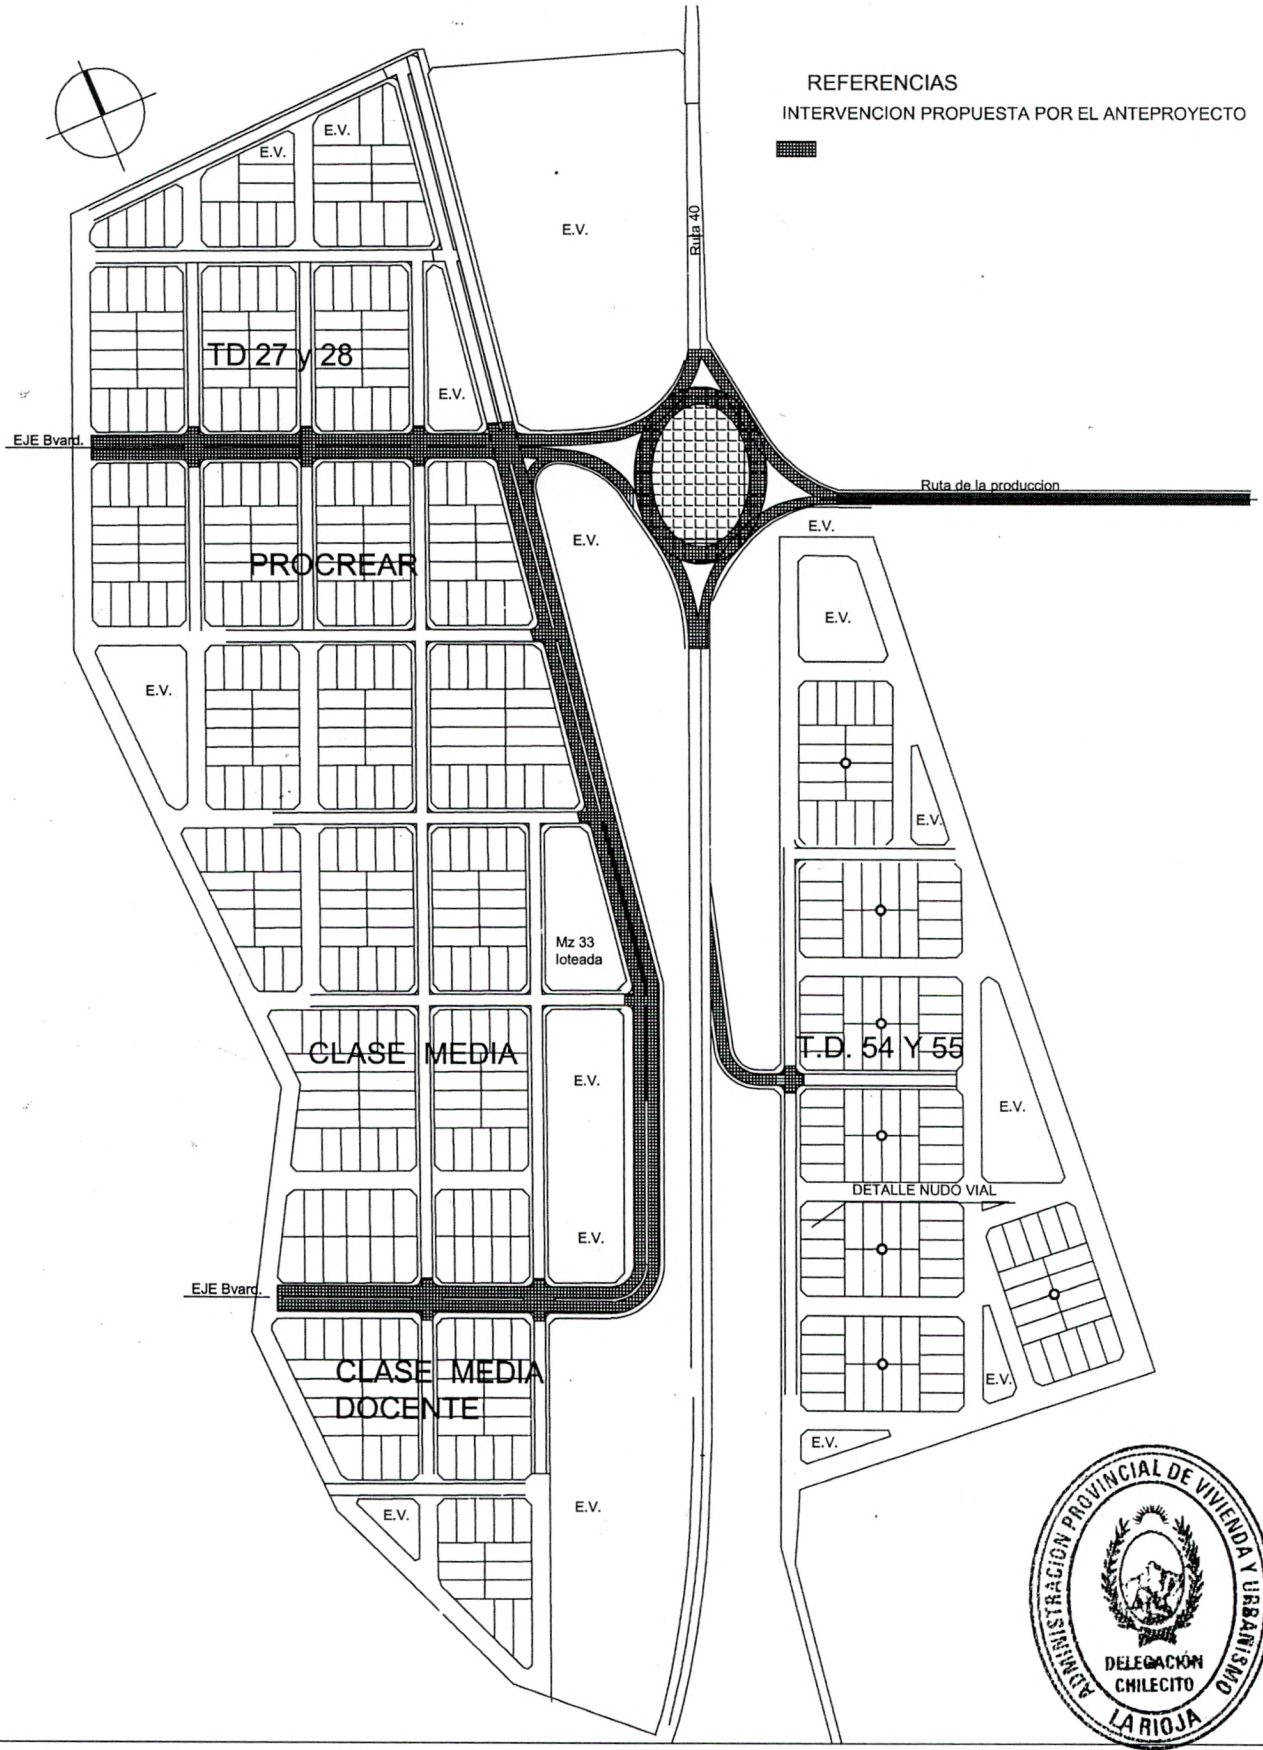 REFERENCIAS
INTERVENCION PROPUESTA POR EL ANTEPROYECTO
E.V.
E.V.
E.V.
Ruta 40
TD 27 y 28
E.V.
EJE Bvard.
Ruta de la produccion
E.V.
E.V.
PROCREAR
E.V.
E.V.
E.V.
Mz 33
loteada
CLASE MEDIA
T.D. 54 Y 55
E.V.
E.V.
DETALLE NUDO VIAL
E.V.
EJE Bvard.
CLASE MEDIA
DOCENTE
E.V.
E.V.
E.V.
E.V.
ADMINISTRACION PROVINCIAL DE VIVIENDA Y URBANISMO
DELEGACIÓN
CHILECITO
LA RIOJA